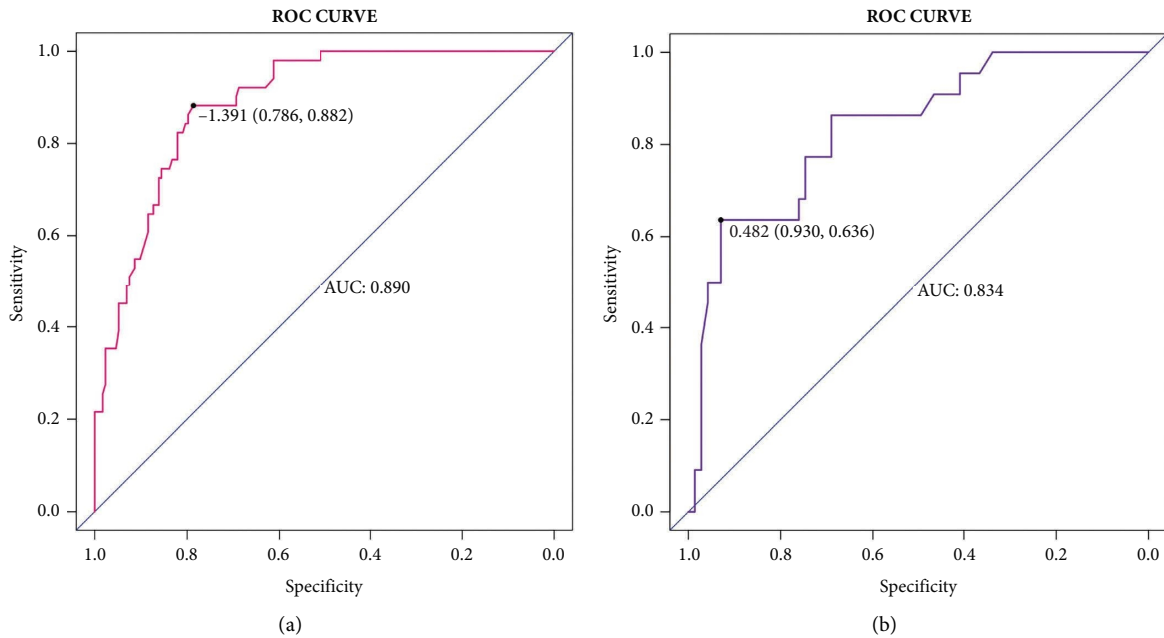 ROC CURVE
1.0
0.8
0.6
0.4
0.2
0.0
Sensitivity
–1.391 (0.786, 0.882)
AUC: 0.890
1.0 0.8 0.6 0.4 0.2 0.0
Specificity
(a)
ROC CURVE
1.0
0.8
0.6
0.4
0.2
0.0
Sensitivity
0.482 (0.930, 0.636)
AUC: 0.834
1.0 0.8 0.6 0.4 0.2 0.0
Specificity
(b)